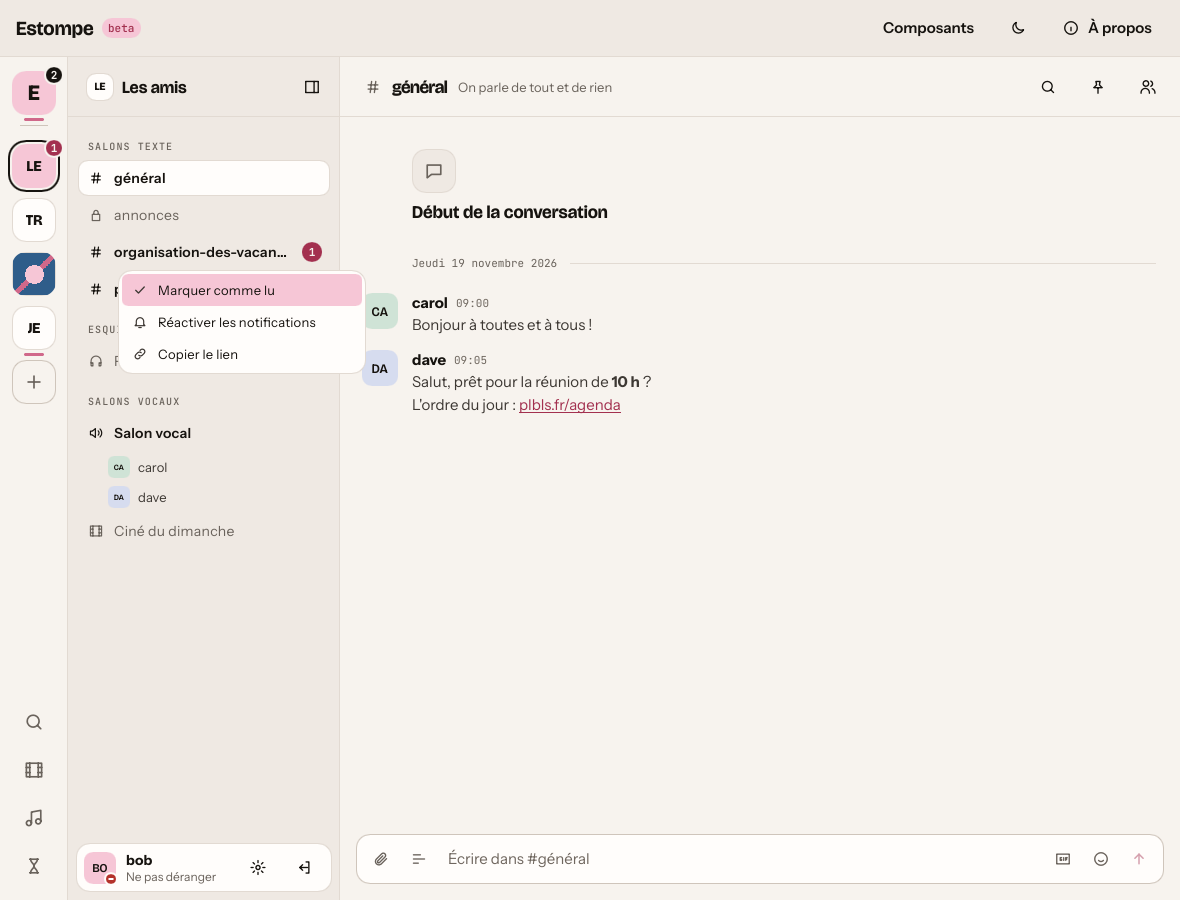 Estompe beta
Composants
À propos
E 2
LE 1
TR
JE
LE Les amis
SALONS TEXTE
général
annonces
organisation-des-vacan... 1
Marquer comme lu
Réactiver les notifications
Copier le lien
SALONS VOCAUX
Salon vocal
CA carol
DA dave
Ciné du dimanche
BO bob
Ne pas déranger
# général On parle de tout et de rien
Début de la conversation
Jeudi 19 novembre 2026
CA carol 09:00
Bonjour à toutes et à tous !
DA dave 09:05
Salut, prêt pour la réunion de 10 h ?
L'ordre du jour : plbls.fr/agenda
Écrire dans #général
GIF